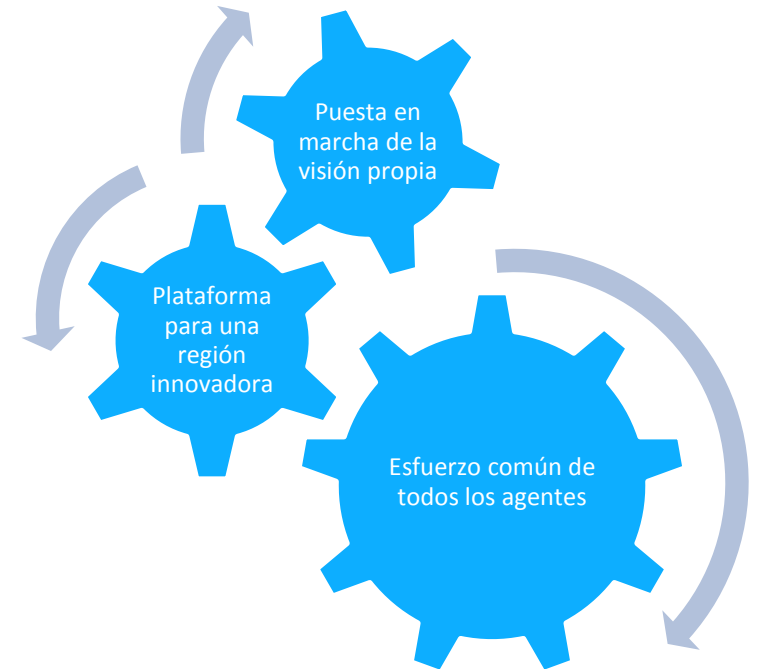 Puesta en
marcha de la
visión propia
Plataforma
para una
región
innovadora
Esfuerzo común de
todos los agentes